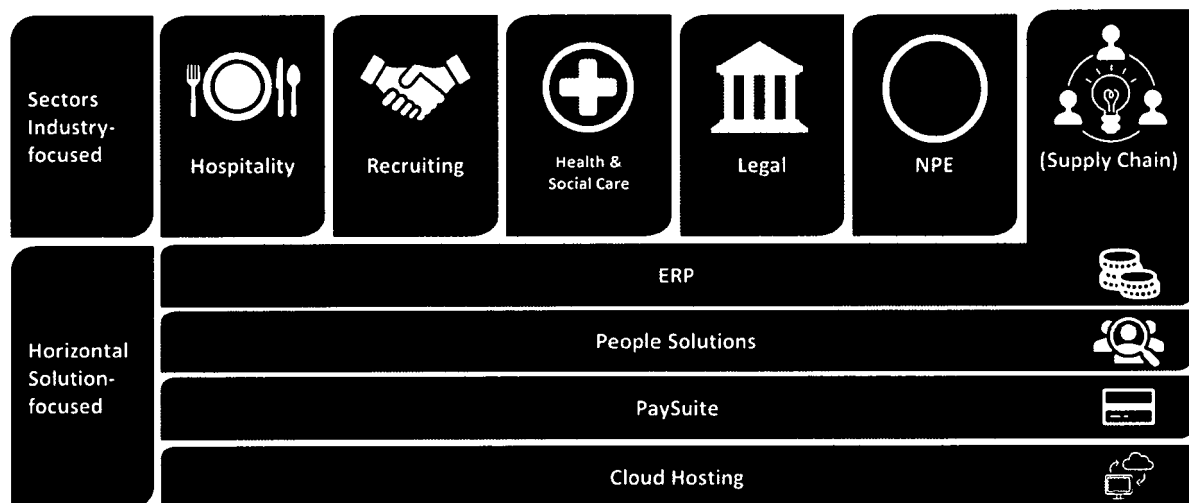 Sectors
Industry-
focused
Hospitality
Recruiting
Health &
Social Care
Legal
NPE
(Supply Chain)
Horizontal
Solution-
focused
ERP
People Solutions
PaySuite
Cloud Hosting